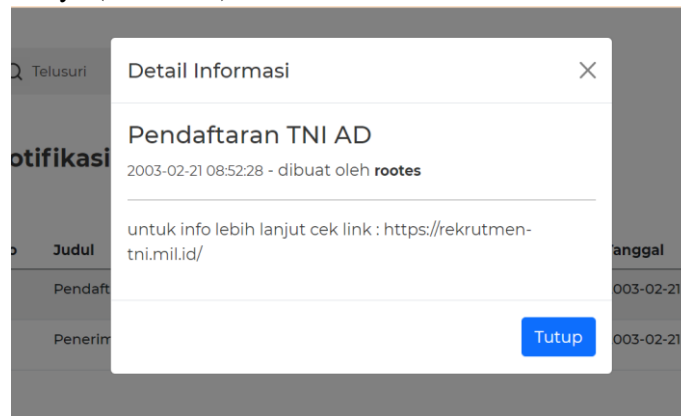 Telusuri
Detail Informasi
Pendaftaran TNI AD
2003-02-21 08:52:28 - dibuat oleh rootes
untuk info lebih lanjut cek link : https://rekrutmen-
tni.mil.id/
Tutup
otifikasi
Judul
anggal
Pendaft
003-02-21
Penerim
003-02-21